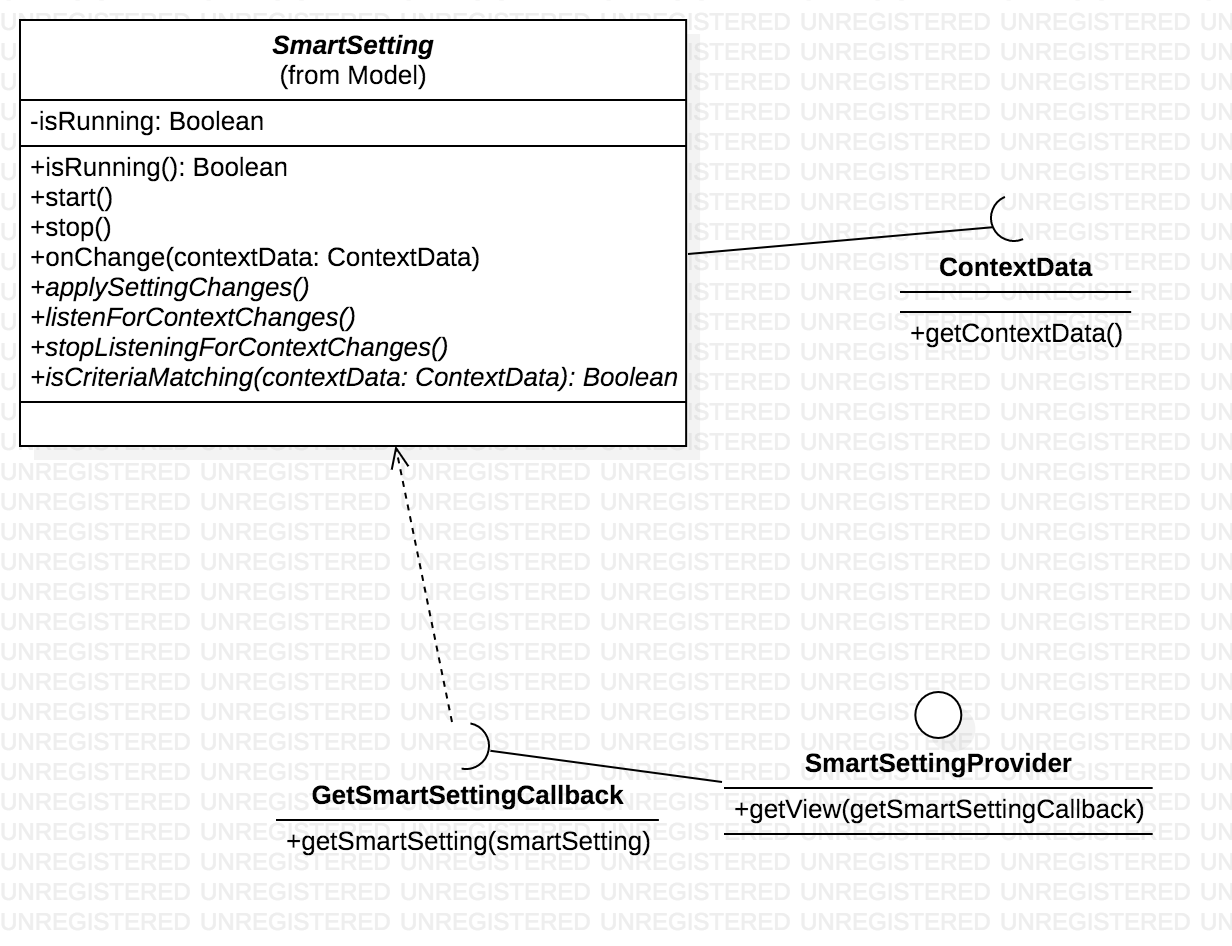 SmartSetting
(from Model)
-isRunning: Boolean
+isRunning(): Boolean
+start()
+stop()
+onChange(contextData: ContextData)
+applySettingChanges()
+listenForContextChanges()
+stopListeningForContextChanges()
+isCriteriaMatching(contextData: ContextData): Boolean
ContextData
+getContextData()
GetSmartSettingCallback
+getSmartSetting(smartSetting)
SmartSettingProvider
+getView(getSmartSettingCallback)
UNREGISTERED UNREGISTERED UNREGISTERED UNREGISTERED UNREGISTERED UNREGISTERED